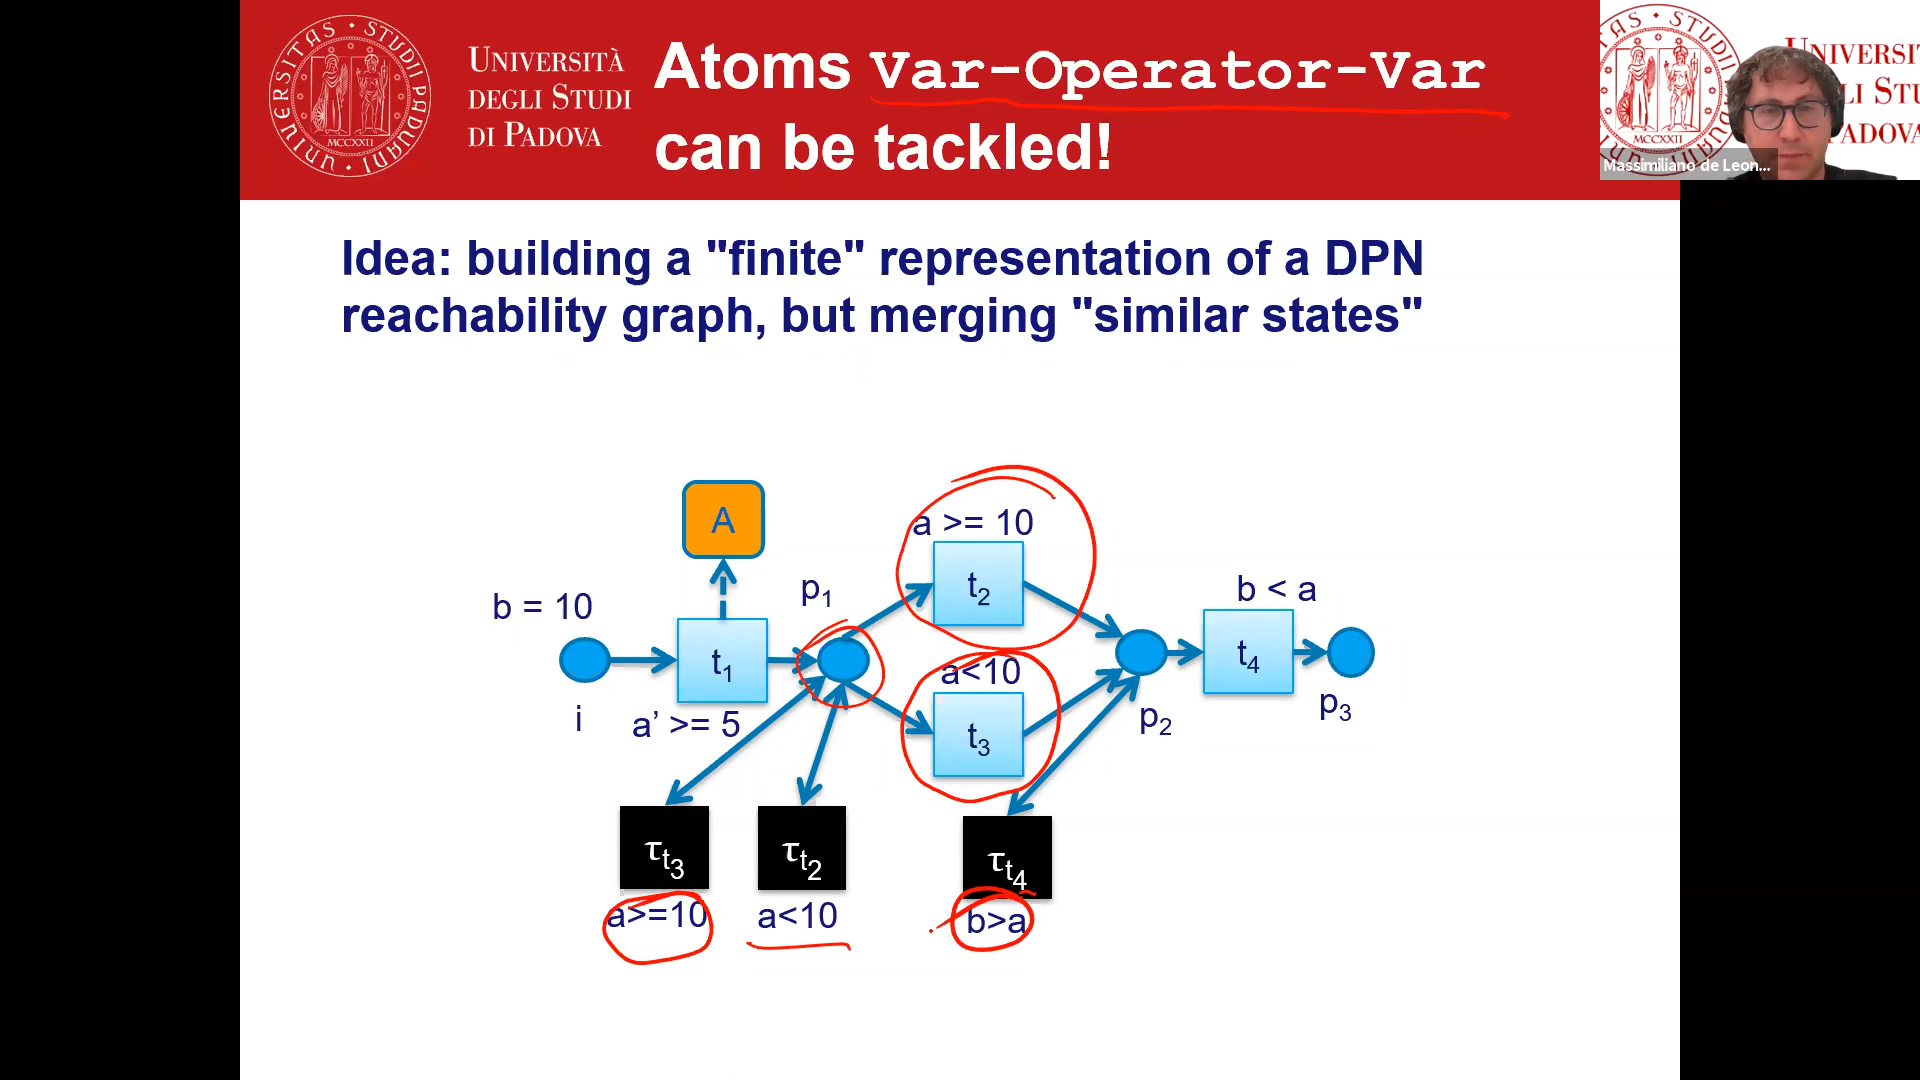 UNIVERSITÀ
DEGLI STUDI
DI PADOVA
Atoms Var-Operator-Var
can be tackled!
Massimiliano de Leon...
Idea: building a "finite" representation of a DPN
reachability graph, but merging "similar states"
A
a >= 10
b = 10
p1
t2
b < a
t1
a<10
t4
i
a’ >= 5
t3
p2
p3
τt3
τt2
τt4
a>=10
a<10
b>a